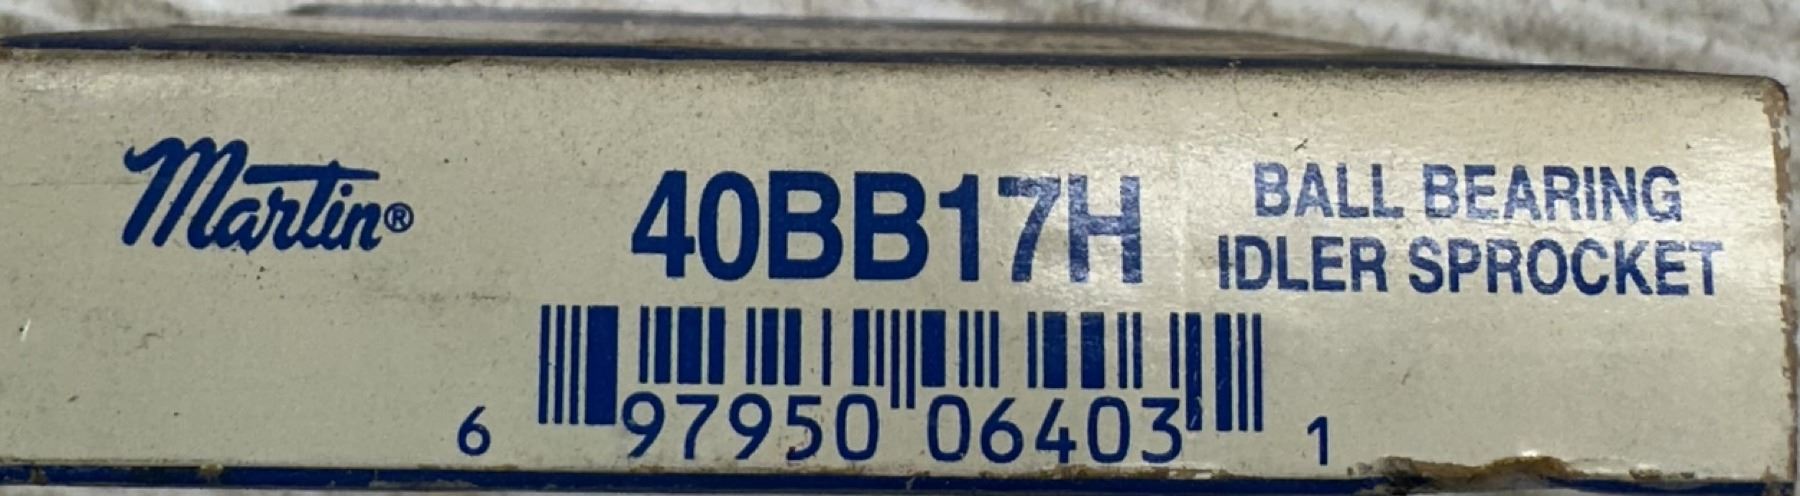 Martin®
40BB17H
BALL BEARING
IDLER SPROCKET
6 97950 06403 1